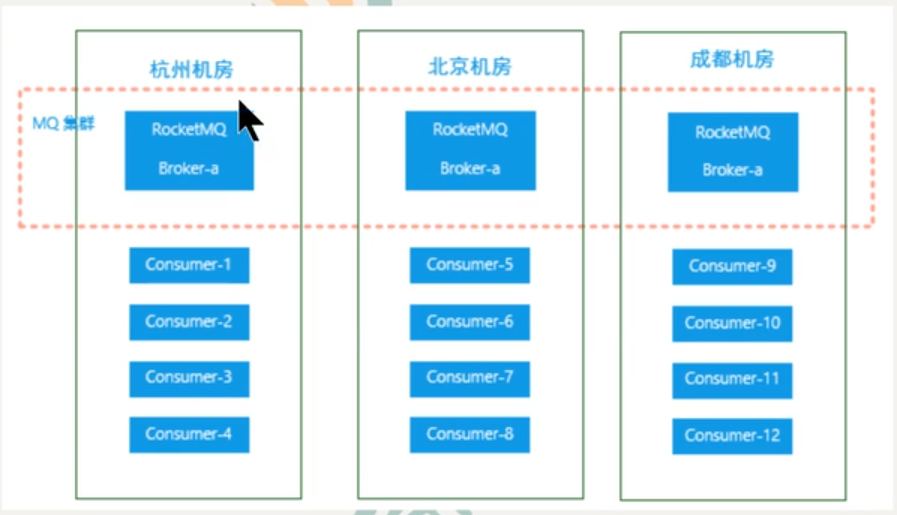 杭州机房
北京机房
成都机房
MQ 集群
RocketMQ
Broker-a
RocketMQ
Broker-a
RocketMQ
Broker-a
Consumer-1
Consumer-2
Consumer-3
Consumer-4
Consumer-5
Consumer-6
Consumer-7
Consumer-8
Consumer-9
Consumer-10
Consumer-11
Consumer-12